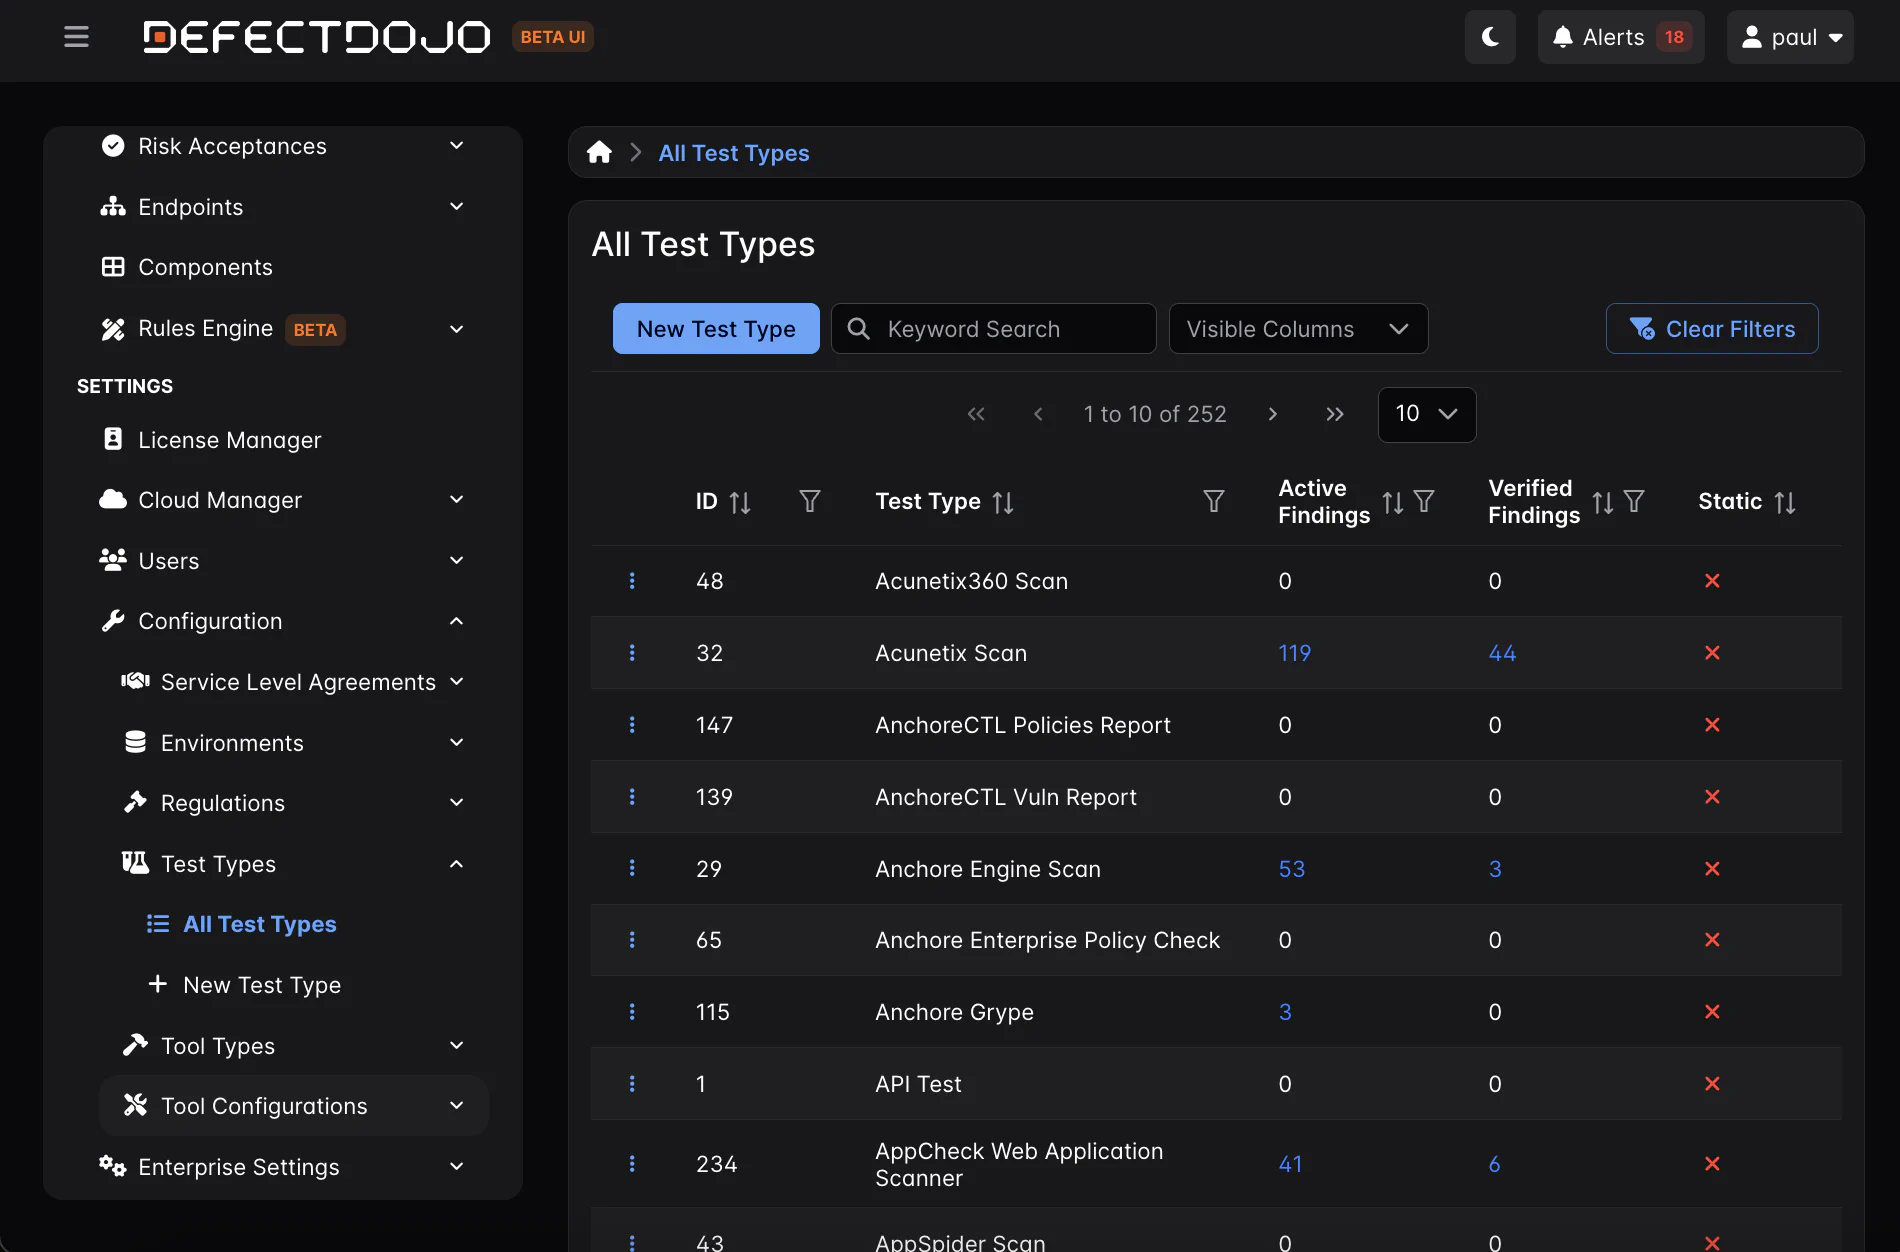 DEFECTDOJO BETA UI
Alerts 18
paul
Risk Acceptances
Endpoints
Components
Rules Engine BETA
SETTINGS
License Manager
Cloud Manager
Users
Configuration
Service Level Agreements
Environments
Regulations
Test Types
All Test Types
New Test Type
Tool Types
Tool Configurations
Enterprise Settings
All Test Types
All Test Types
New Test Type Keyword Search Visible Columns Clear Filters
1 to 10 of 252 10
ID Test Type Active Findings Verified Findings Static
48 Acunetix360 Scan 0 0
32 Acunetix Scan 119 44
147 AnchoreCTL Policies Report 0 0
139 AnchoreCTL Vuln Report 0 0
29 Anchore Engine Scan 53 3
65 Anchore Enterprise Policy Check 0 0
115 Anchore Grype 3 0
1 API Test 0 0
234 AppCheck Web Application Scanner 41 6
43 AppSpider Scan 0 0